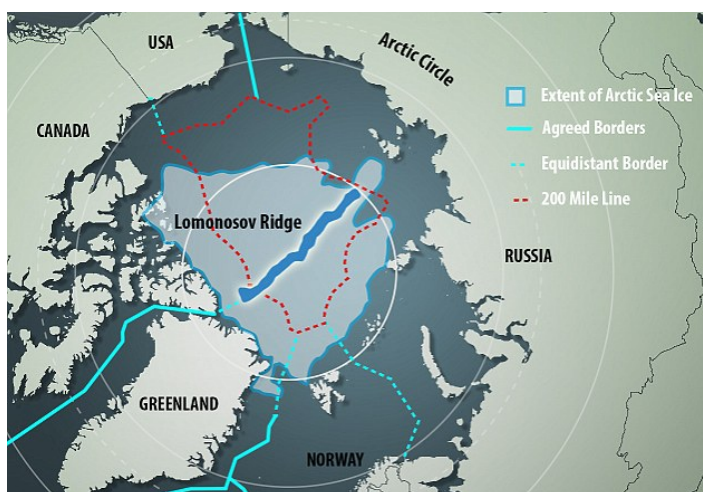 USA
Arctic Circle
Extent of Arctic Sea Ice
CANADA
Agreed Borders
Equidistant Border
200 Mile Line
Lomonosov Ridge
RUSSIA
GREENLAND
NORWAY